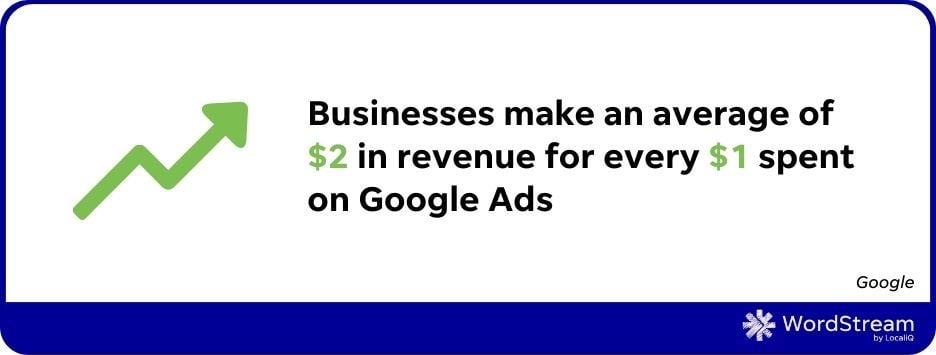 Businesses make an average of
$2 in revenue for every $1 spent
on Google Ads
Google
WordStream
by LocaliQ